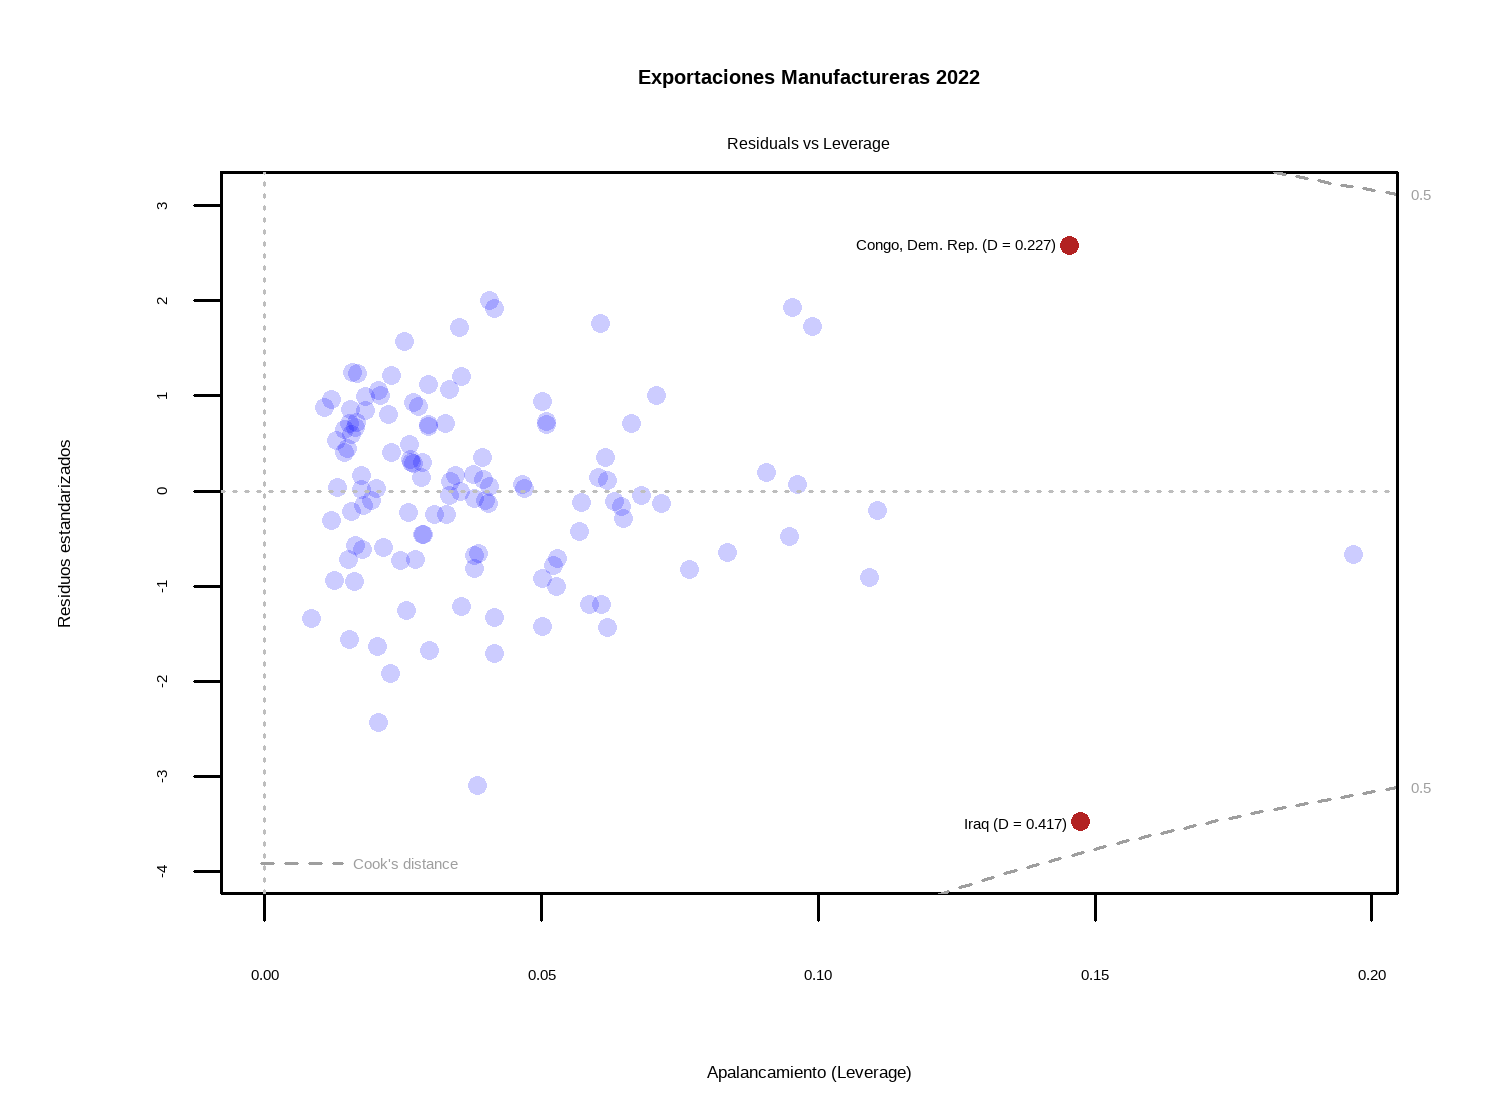 Exportaciones Manufactureras 2022
Residuals vs Leverage
0.5
3
Congo, Dem. Rep. (D = 0.227)
2
1
0
Residuos estandarizados
-1
-2
-3
0.5
Iraq (D = 0.417)
-4
Cook's distance
0.00 0.05 0.10 0.15 0.20
Apalancamiento (Leverage)